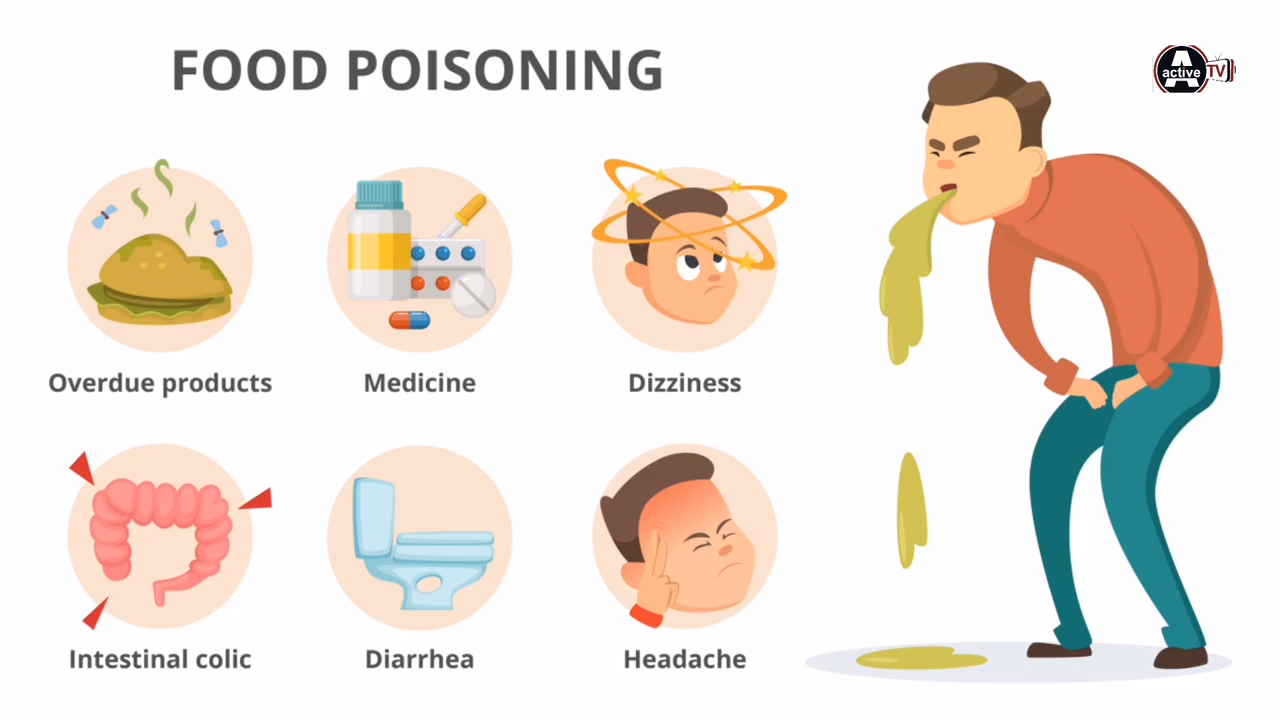 FOOD POISONING
A
active
TV
Overdue products
Medicine
Dizziness
Intestinal colic
Diarrhea
Headache